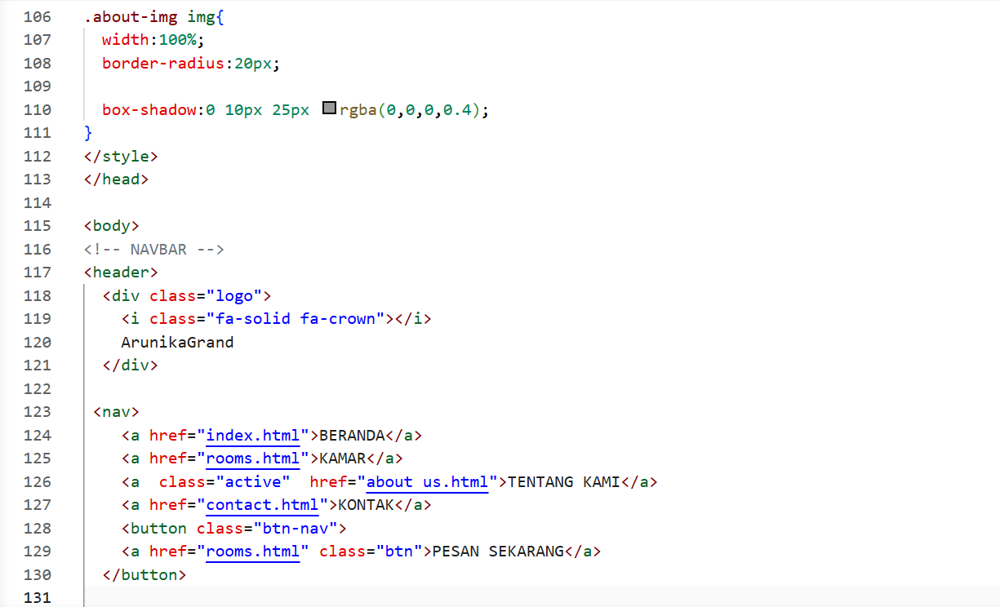 106 .about-img img{
107 width:100%;
108 border-radius:20px;
109
110 box-shadow:0 10px 25px rgba(0,0,0,0.4);
111 }
112 </style>
113 </head>
114
115 <body>
116 <!-- NAVBAR -->
117 <header>
118 <div class="logo">
119 <i class="fa-solid fa-crown"></i>
120 ArunikaGrand
121 </div>
122
123 <nav>
124 <a href="index.html">BERANDA</a>
125 <a href="rooms.html">KAMAR</a>
126 <a  class="active"  href="about us.html">TENTANG KAMI</a>
127 <a href="contact.html">KONTAK</a>
128 <button class="btn-nav">
129 <a href="rooms.html" class="btn">PESAN SEKARANG</a>
130 </button>
131